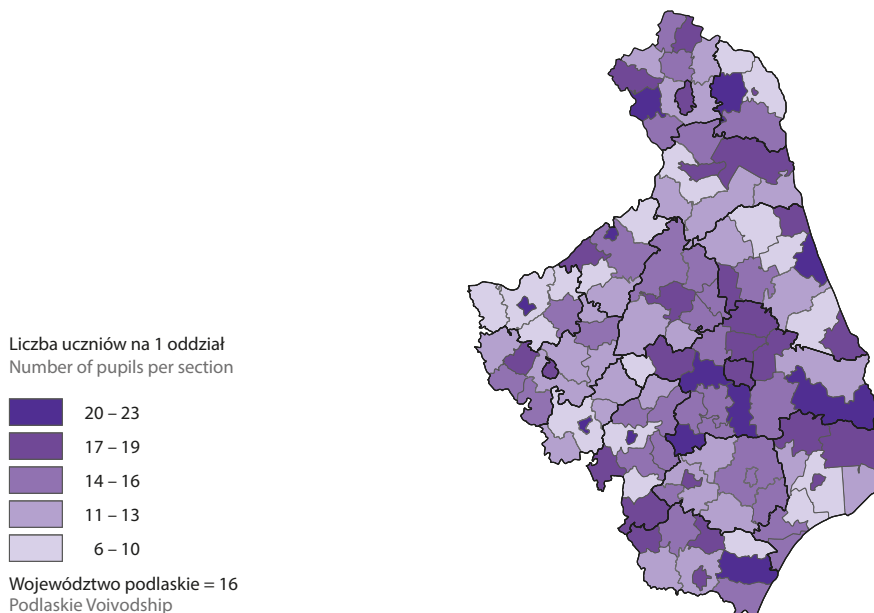 Liczba uczniów na 1 oddział
Number of pupils per section
20 – 23
17 – 19
14 – 16
11 – 13
6 – 10
Województwo podlaskie = 16
Podlaskie Voivodship